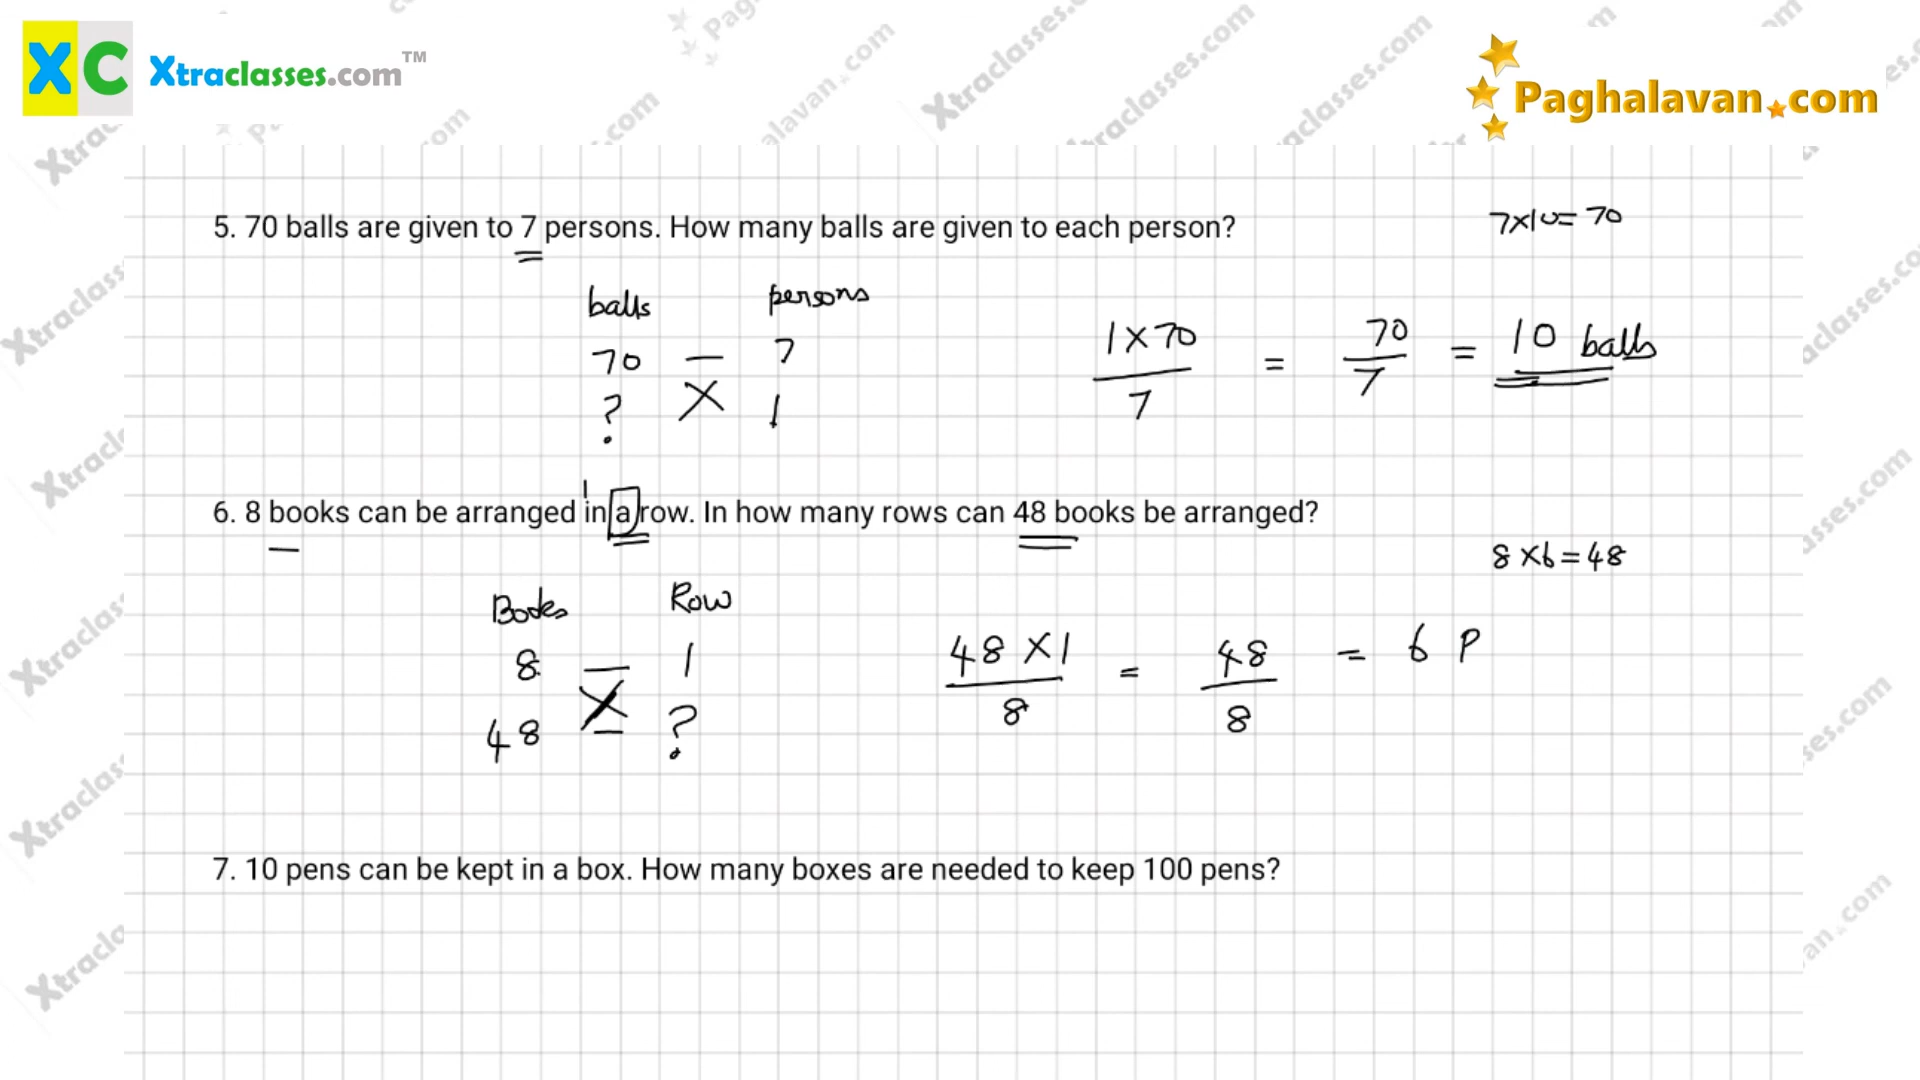 XC Xtraclasses.com™
Paghalavan.com
5. 70 balls are given to 7 persons. How many balls are given to each person?
7x10=70
balls persons
70 — 7
? X 1
1 X 70 / 7 = 70 / 7 = 10 balls
1
6. 8 books can be arranged in a row. In how many rows can 48 books be arranged?
8 X6=48
Books Row
8 — 1
48 X ?
48 X 1 / 8 = 48 / 8 = 6 P
7. 10 pens can be kept in a box. How many boxes are needed to keep 100 pens?